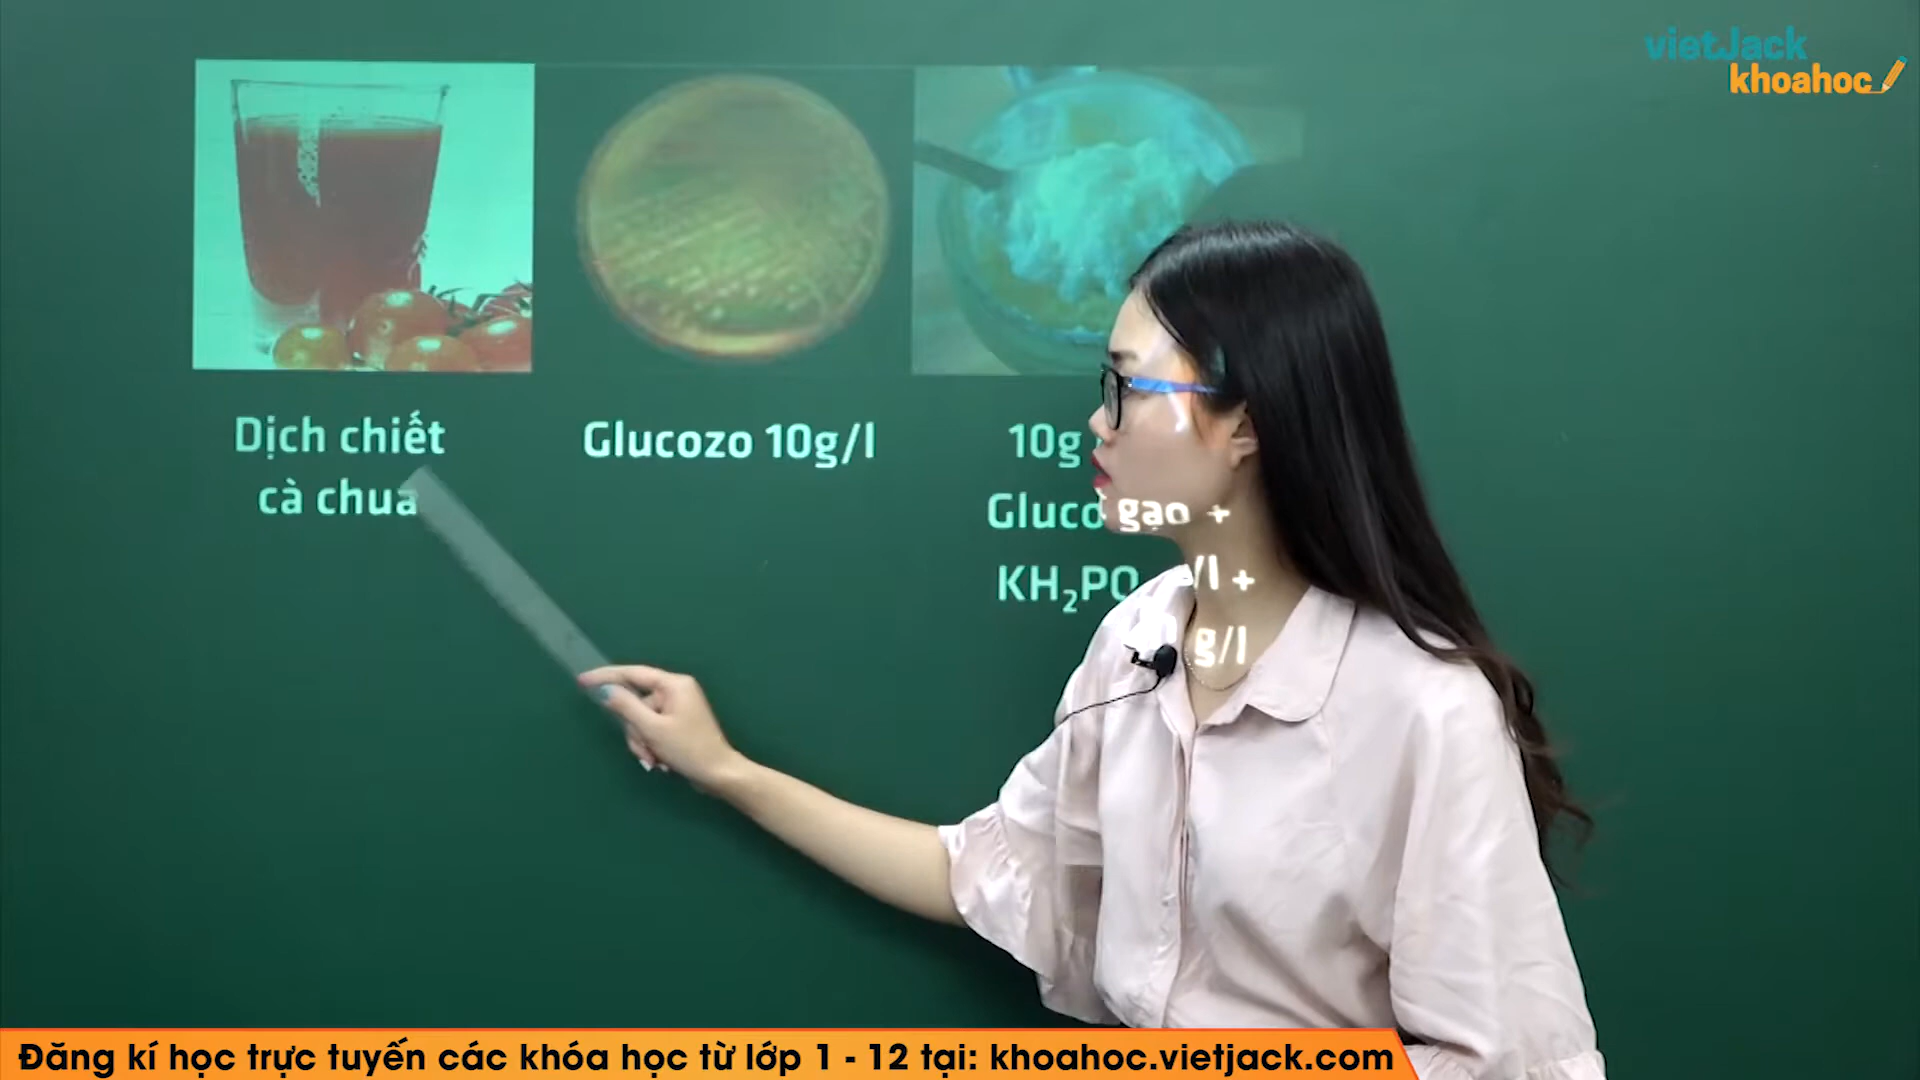 vietJack
khoahoc
Dịch chiết
cà chua
Glucozo 10g/l
10g
gạo +
Gluco
/l +
KH₂PO
g/l
Đăng kí học trực tuyến các khóa học từ lớp 1 - 12 tại: khoahoc.vietjack.com